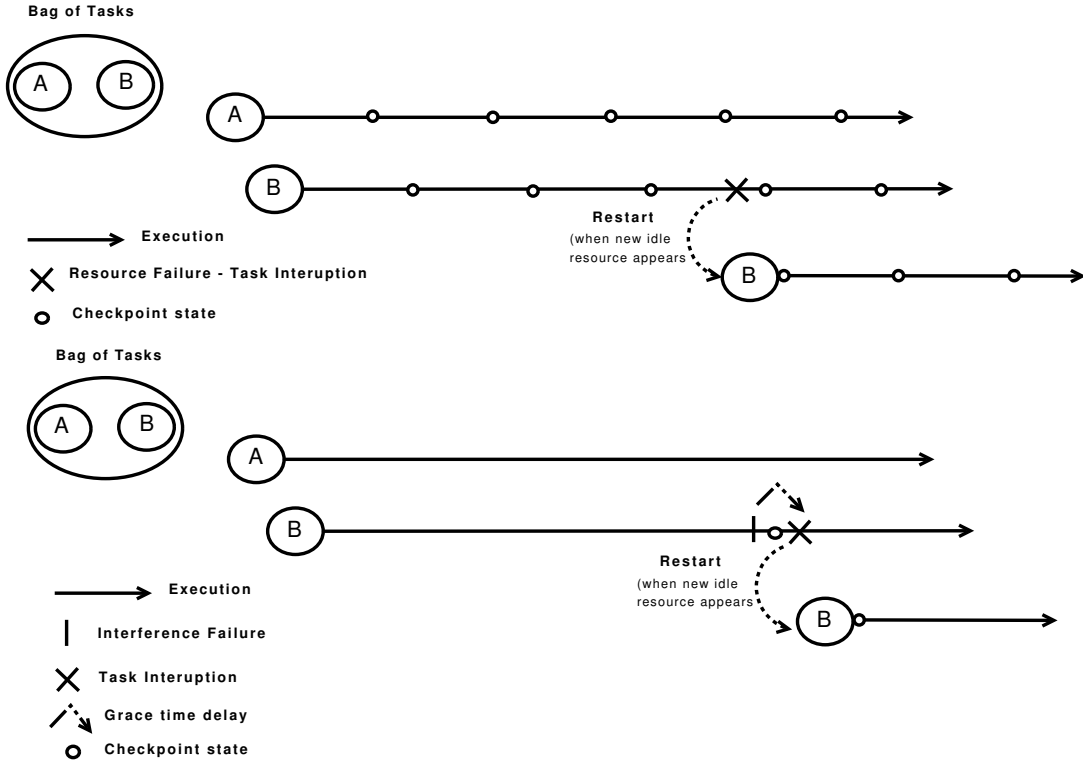 Bag of Tasks
A B
A
B
Restart
(when new idle
resource appears
B
Execution
Resource Failure - Task Interuption
Checkpoint state
Bag of Tasks
A B
A
B
Restart
(when new idle
resource appears
B
Execution
Interference Failure
Task Interuption
Grace time delay
Checkpoint state